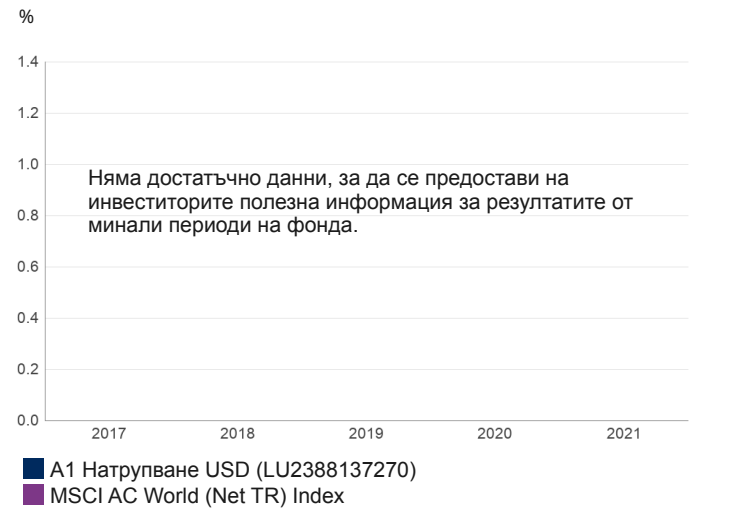 %
1.4
1.2
1.0
Няма достатъчно данни, за да се предостави на
инвеститорите полезна информация за резултатите от
0.8
минали периоди на фонда.
0.6
0.4
0.2
0.0
2017 2018 2019 2020 2021
A1 Натрупване USD (LU2388137270)
MSCI AC World (Net TR) Index